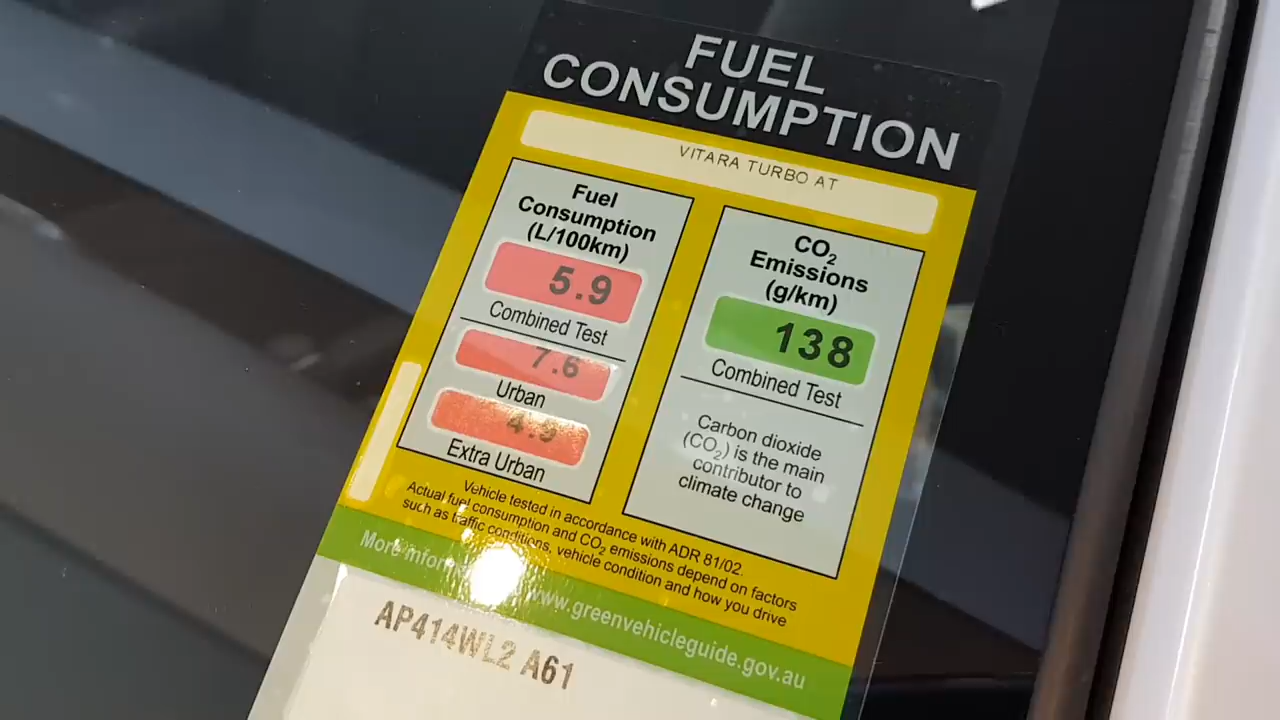 FUEL
CONSUMPTION
VITARA TURBO AT
Fuel
Consumption
(L/100km)
5.9
Combined Test
7.6
Urban
4.9
Extra Urban
CO₂
Emissions
(g/km)
138
Combined Test
Carbon dioxide
(CO₂) is the main
contributor to
climate change
Vehicle tested in accordance with ADR 81/02.
Actual fuel consumption and CO₂ emissions depend on factors
such as traffic conditions, vehicle condition and how you drive
More www.greenvehicleguide.gov.au
AP414WL2 A61